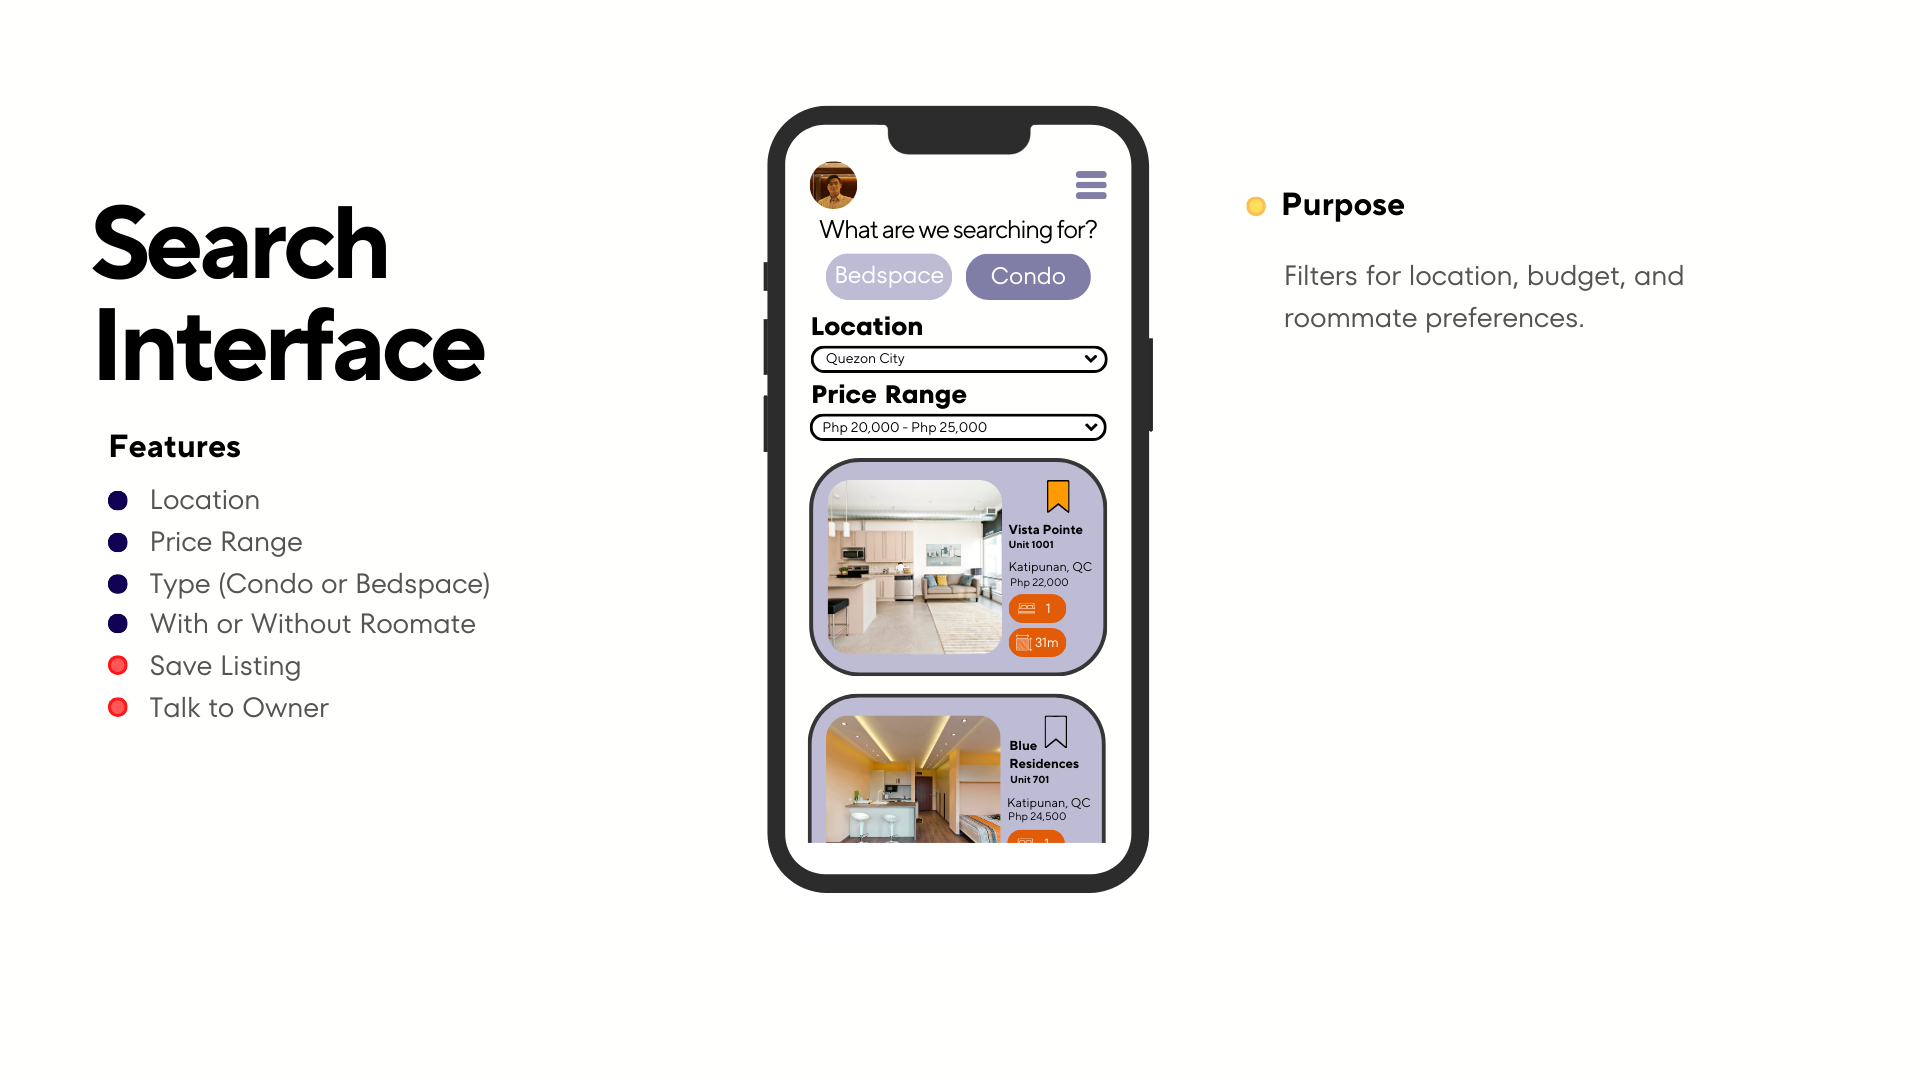 Search
Interface
Features
Location
Price Range
Type (Condo or Bedspace)
With or Without Roomate
Save Listing
Talk to Owner
What are we searching for?
Bedspace
Condo
Location
Quezon City
Price Range
Php 20,000 - Php 25,000
Vista Pointe
Unit 1001
Katipunan, QC
Php 22,000
1
31m
Blue
Residences
Unit 701
Katipunan, QC
Php 24,500
1
Purpose
Filters for location, budget, and
roommate preferences.